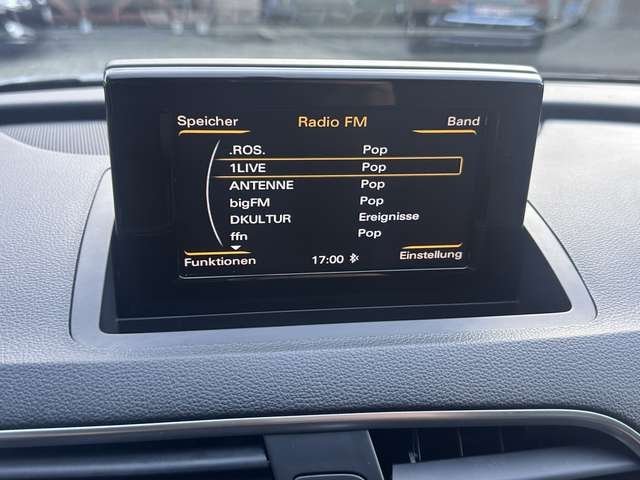 Speicher Radio FM Band
.ROS. Pop
1LIVE Pop
ANTENNE Pop
bigFM Pop
DKULTUR Ereignisse
ffn Pop
Funktionen 17:00 Einstellung